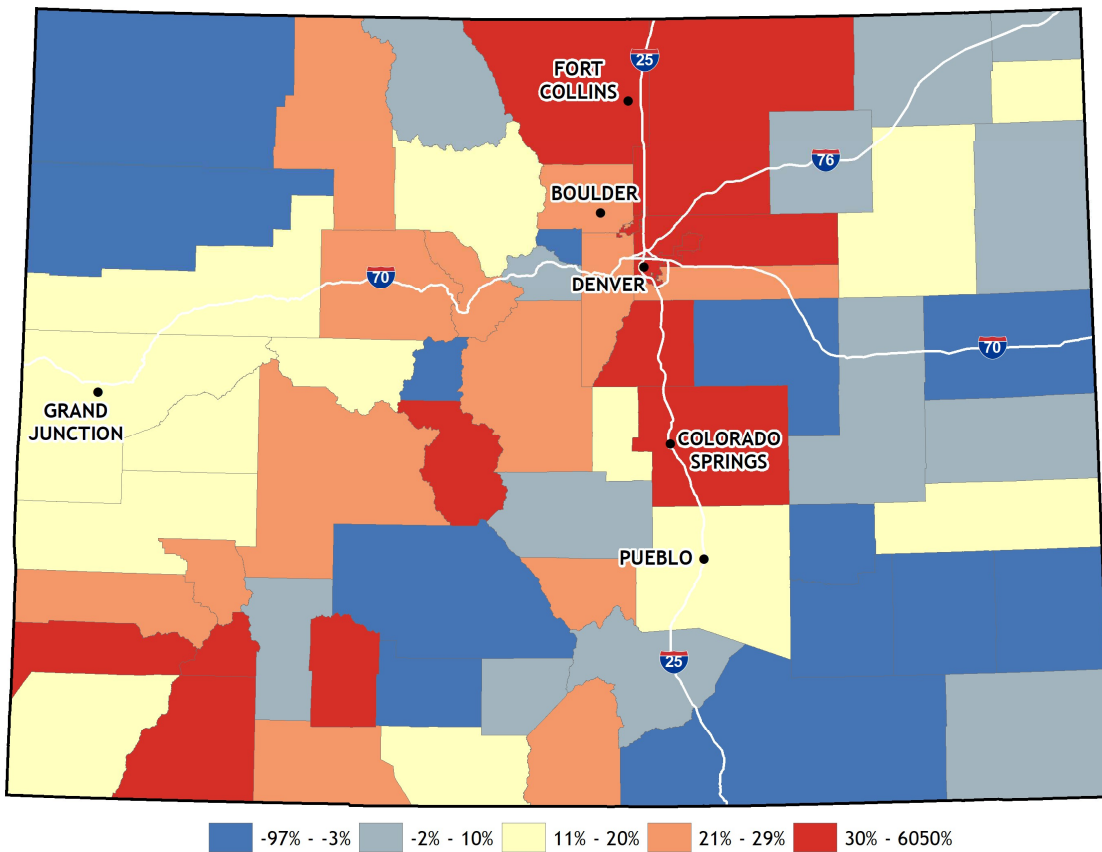 25
FORT
COLLINS
76
BOULDER
70
DENVER
70
GRAND
JUNCTION
COLORADO
SPRINGS
PUEBLO
25
-97% - -3%
-2% - 10%
11% - 20%
21% - 29%
30% - 6050%